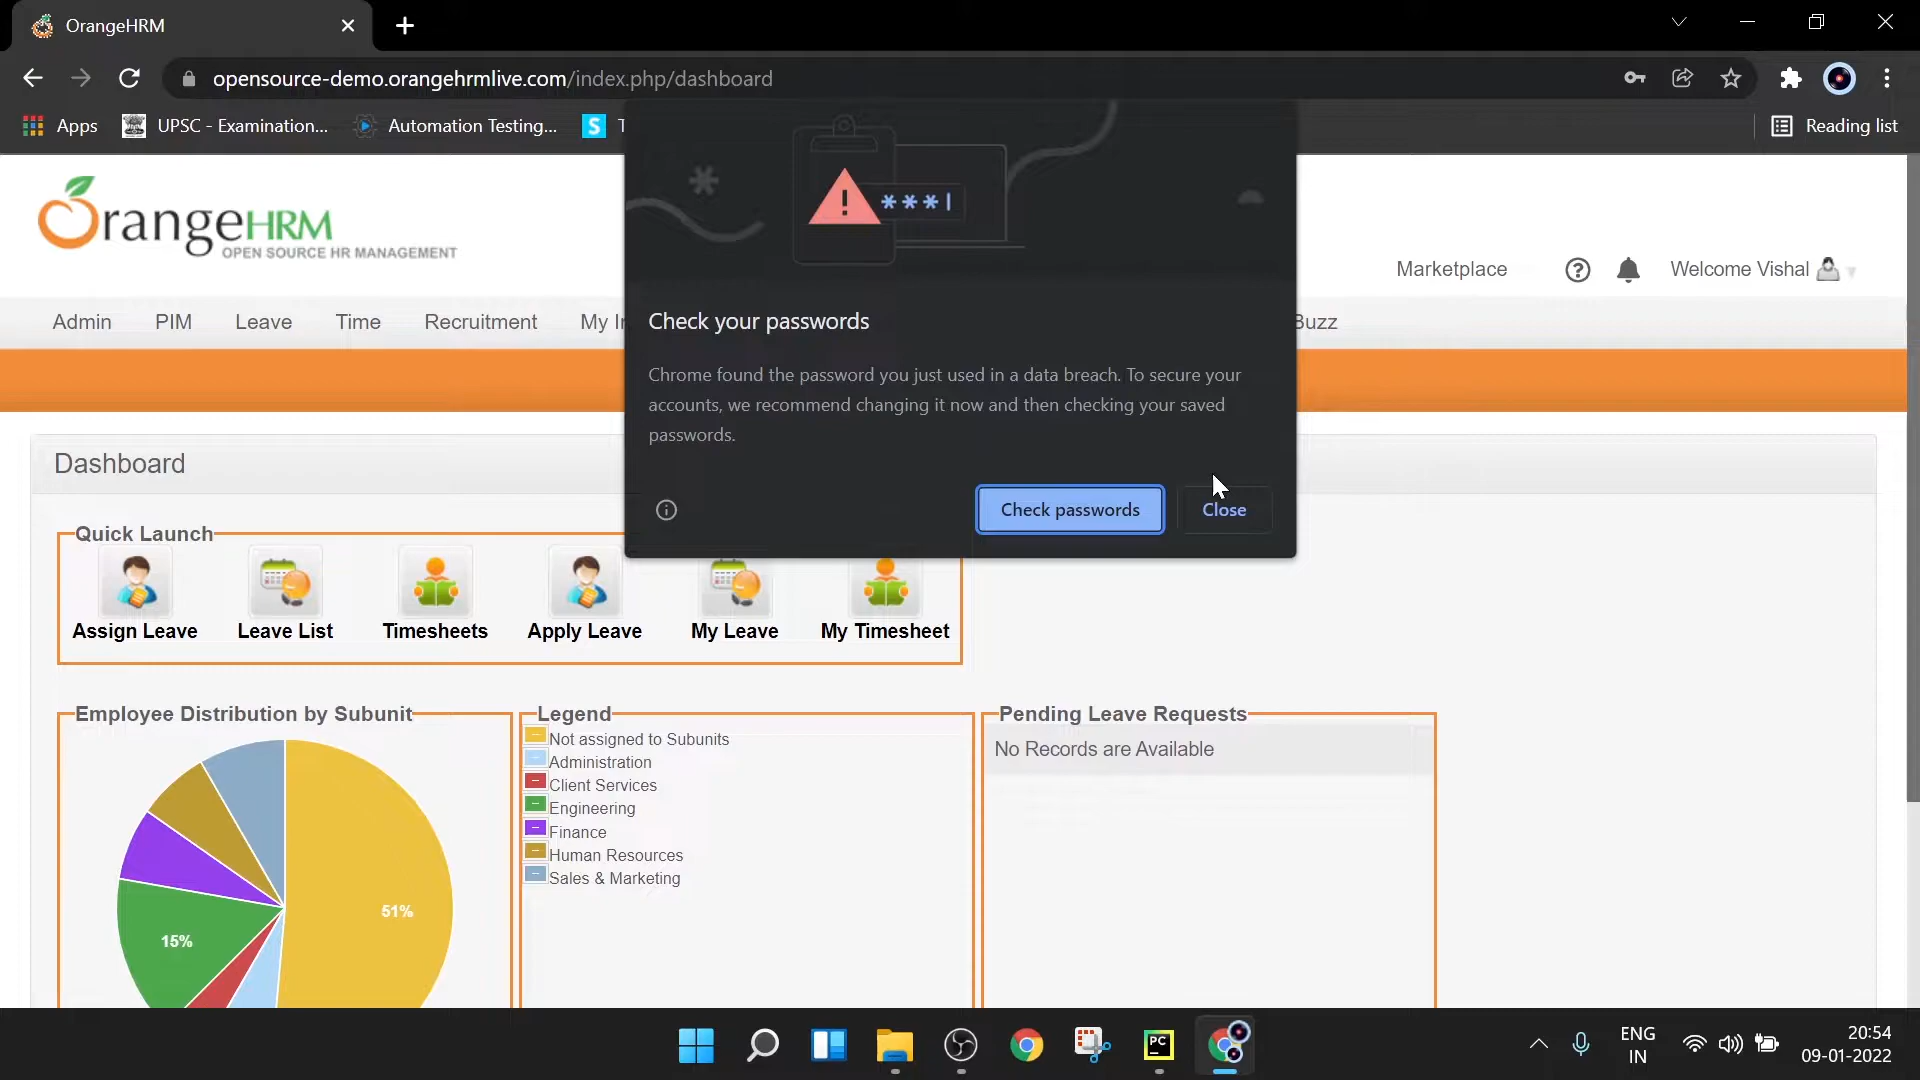 OrangeHRM
opensource-demo.orangehrmlive.com/index.php/dashboard
Apps
UPSC - Examination...
Automation Testing...
S
T
Reading list
OrangeHRM
OPEN SOURCE HR MANAGEMENT
Marketplace
Welcome Vishal
Admin
PIM
Leave
Time
Recruitment
My In
Buzz
***
Check your passwords
Chrome found the password you just used in a data breach. To secure your
accounts, we recommend changing it now and then checking your saved
passwords.
Check passwords
Close
Dashboard
Quick Launch
Assign Leave
Leave List
Timesheets
Apply Leave
My Leave
My Timesheet
Employee Distribution by Subunit
51%
15%
Legend
Not assigned to Subunits
Administration
Client Services
Engineering
Finance
Human Resources
Sales & Marketing
Pending Leave Requests
No Records are Available
PC
ENG
IN
20:54
09-01-2022